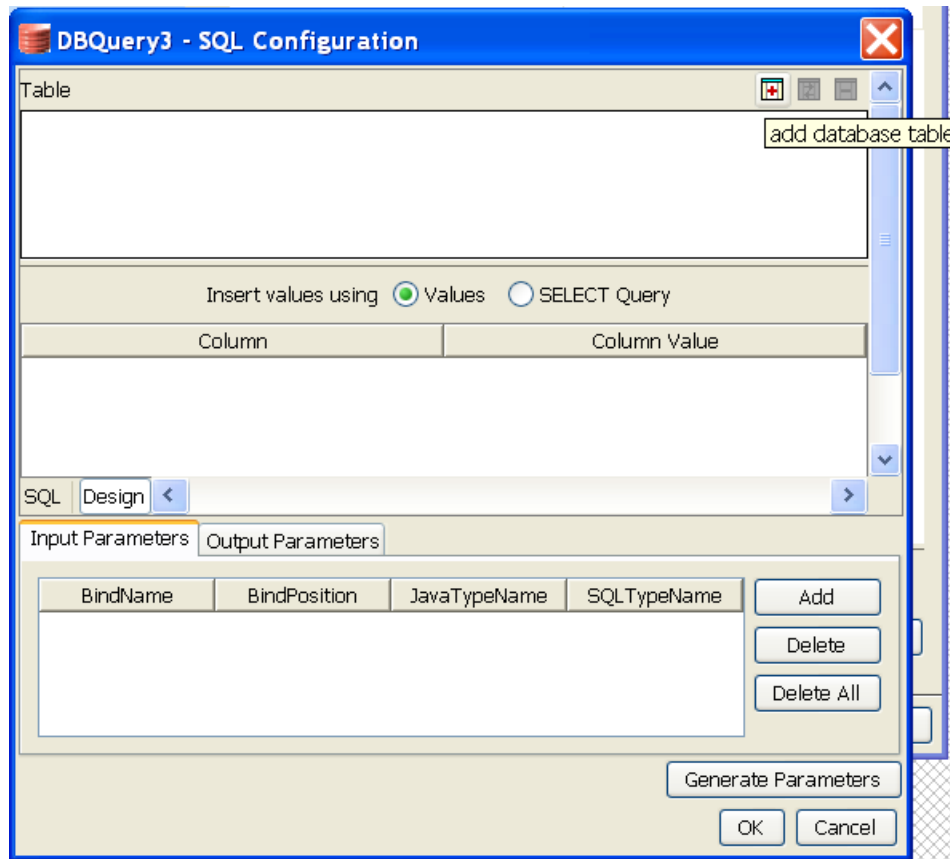 DBQuery3 - SQL Configuration
Table
add database table
Insert values using Values SELECT Query
Column Column Value
SQL Design
Input Parameters Output Parameters
BindName BindPosition JavaTypeName SQLTypeName Add
Delete
Delete All
Generate Parameters
OK Cancel